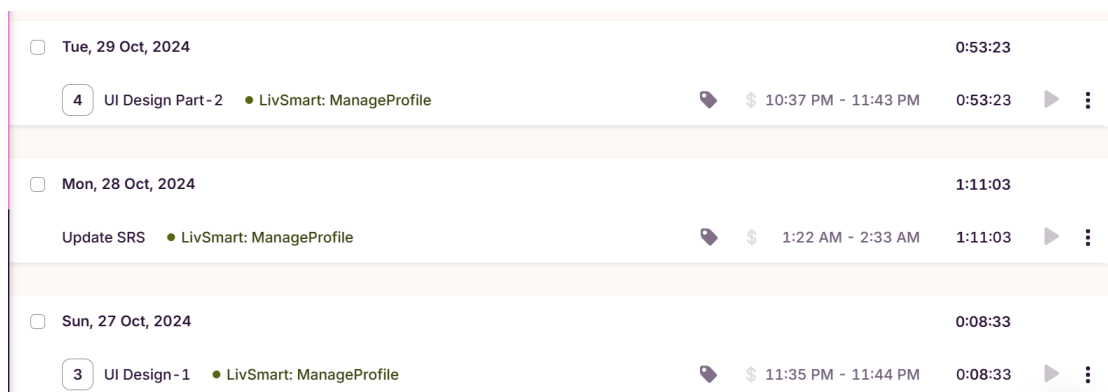 Tue, 29 Oct, 2024 0:53:23
4 UI Design Part-2 • LivSmart: ManageProfile $ 10:37 PM - 11:43 PM 0:53:23
Mon, 28 Oct, 2024 1:11:03
Update SRS • LivSmart: ManageProfile $ 1:22 AM - 2:33 AM 1:11:03
Sun, 27 Oct, 2024 0:08:33
3 UI Design-1 • LivSmart: ManageProfile $ 11:35 PM - 11:44 PM 0:08:33